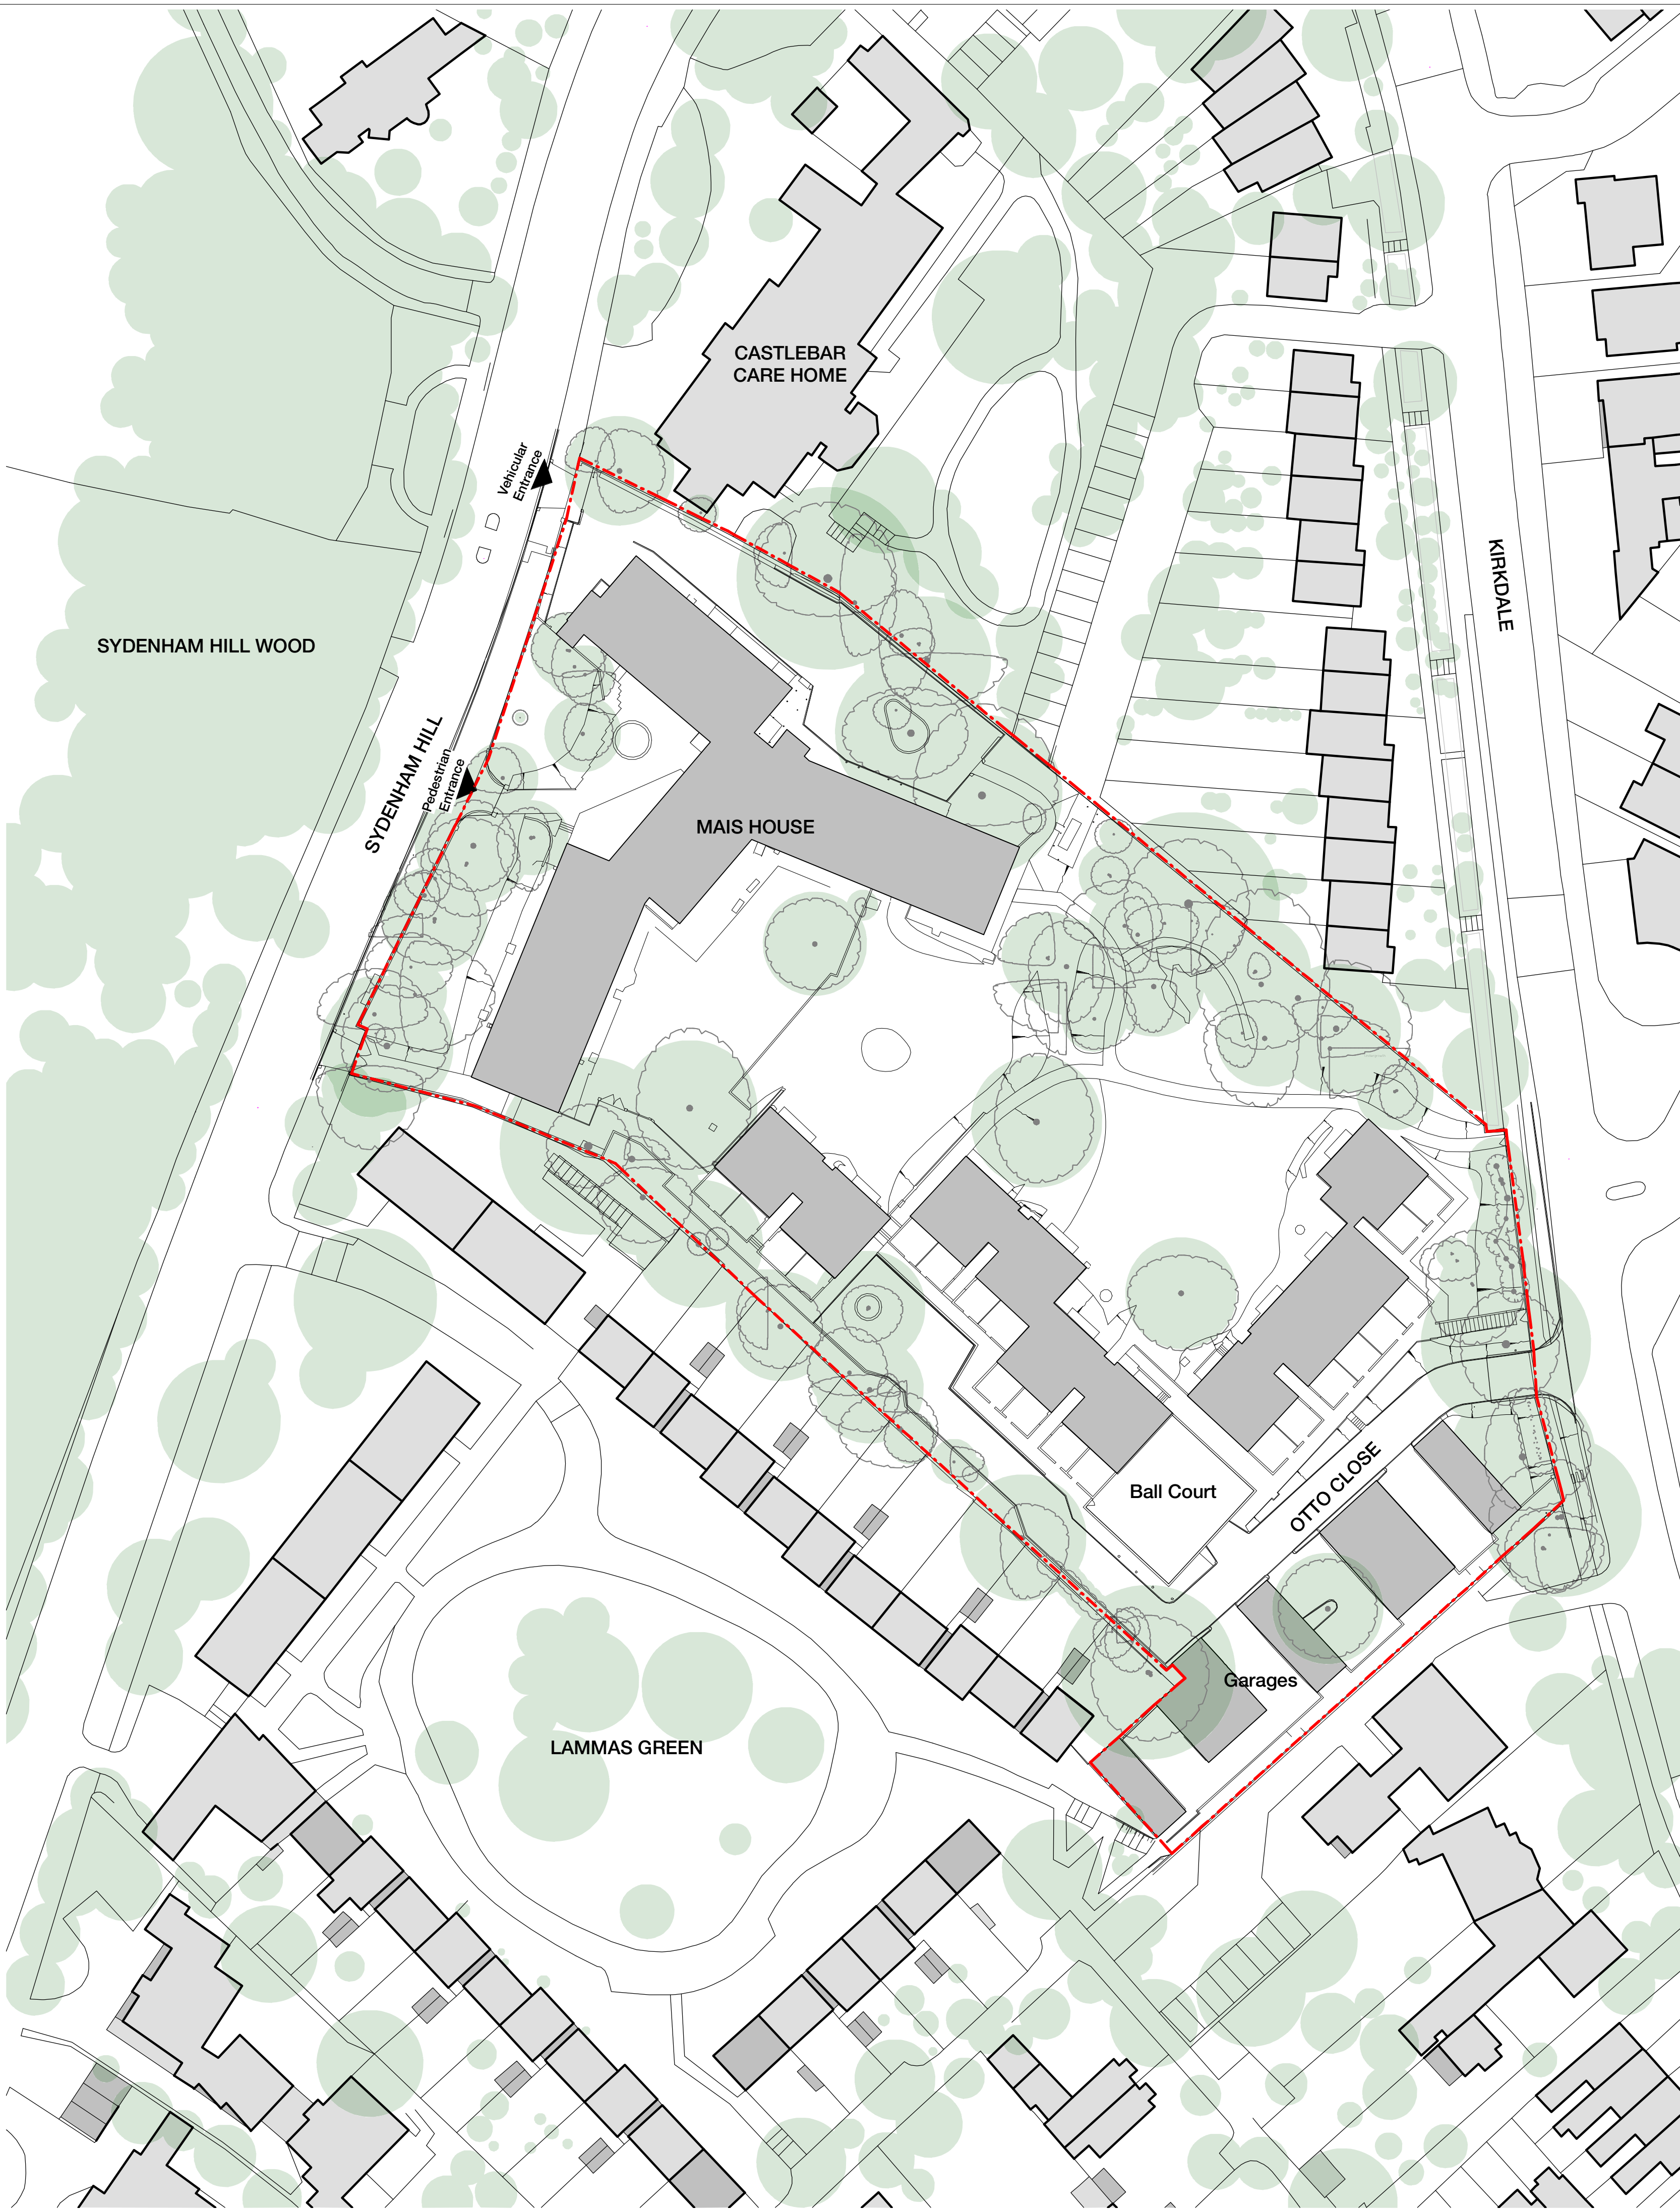 CASTLEBAR
CARE HOME
Vehicular
Entrance
KIRKDALE
SYDENHAM HILL WOOD
SYDENHAM HILL
Pedestrian
Entrance
MAIS HOUSE
Ball Court
OTTO CLOSE
Garages
LAMMAS GREEN